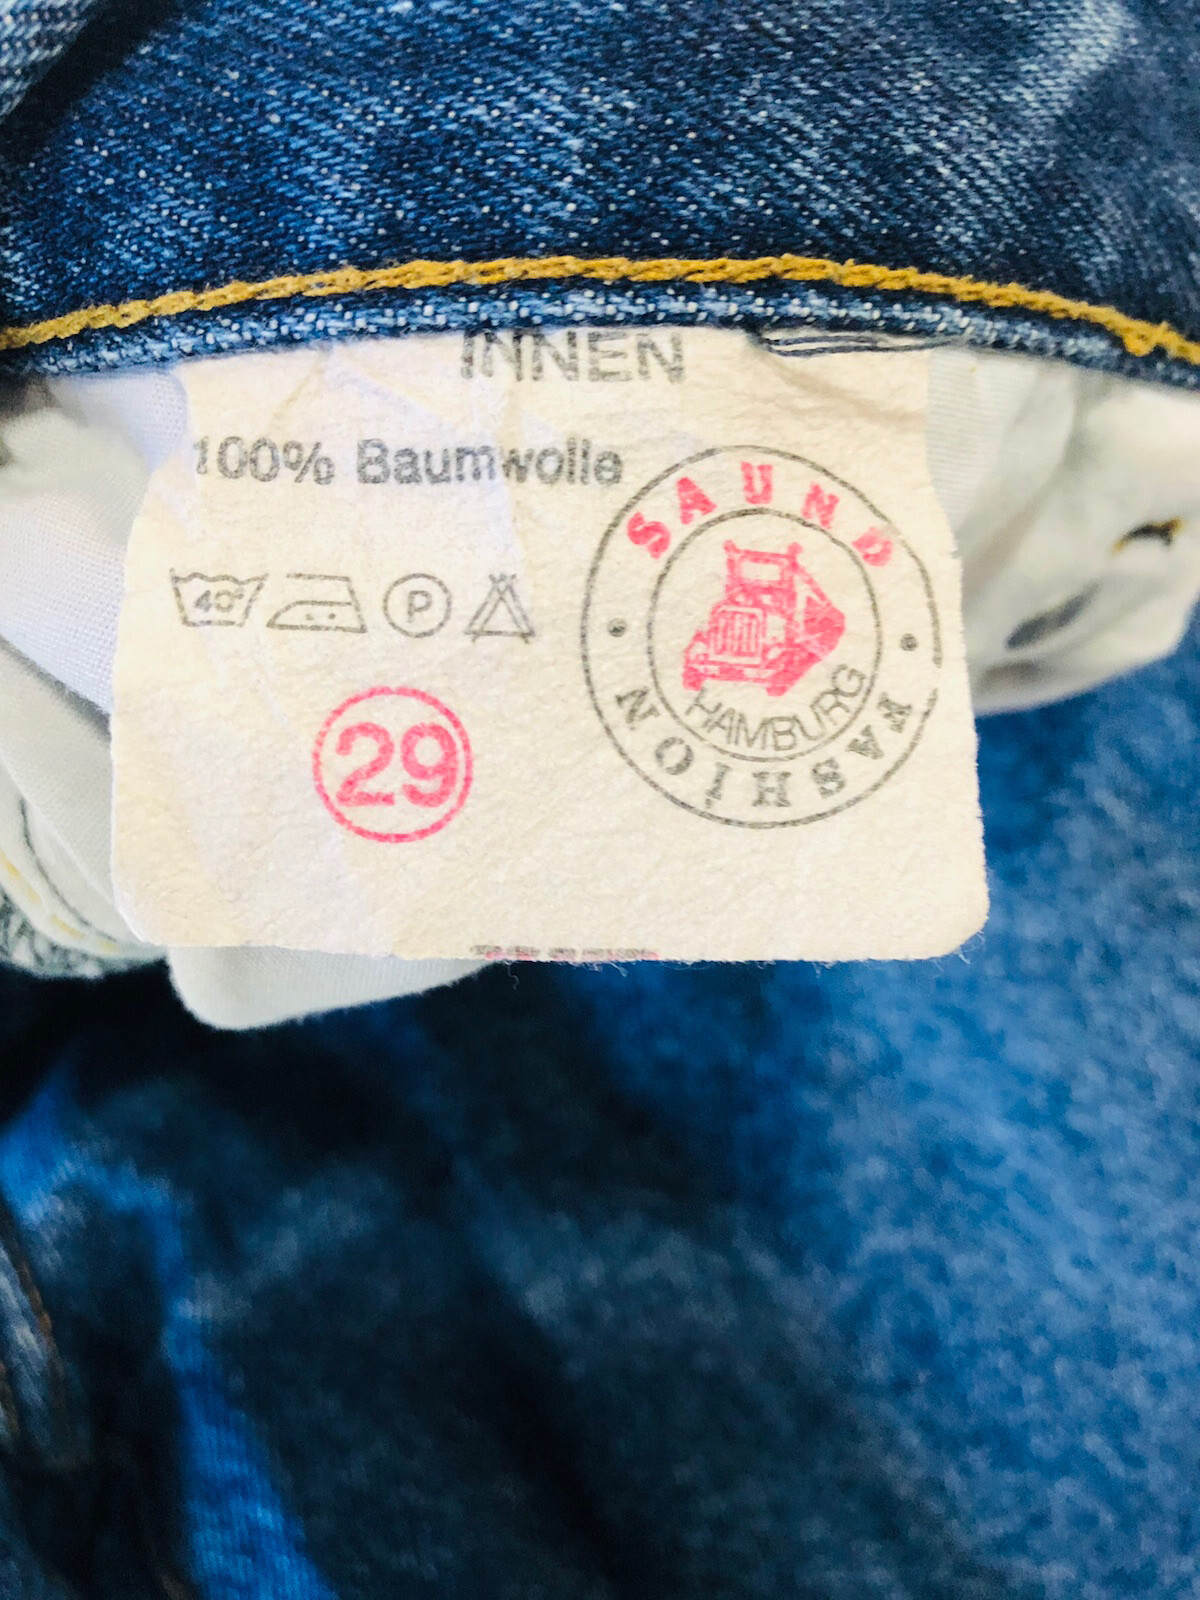 INNEN
100% Baumwolle
40°
P
SAUND
HAMBURG
FASHION
29